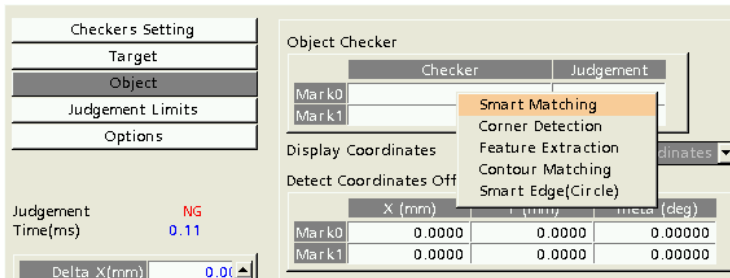 Checkers Setting
Target
Object
Judgement Limits
Options
Judgement NG
Time(ms) 0.11
Delta X(mm)
Object Checker
Checker Judgement
Mark0
Mark1
Smart Matching
Corner Detection
Feature Extraction
Contour Matching
Smart Edge(Circle)
Display Coordinates
Detect Coordinates
X (mm) (deg)
Mark0 0.0000 0.0000 0.00000
Mark1 0.0000 0.0000 0.00000